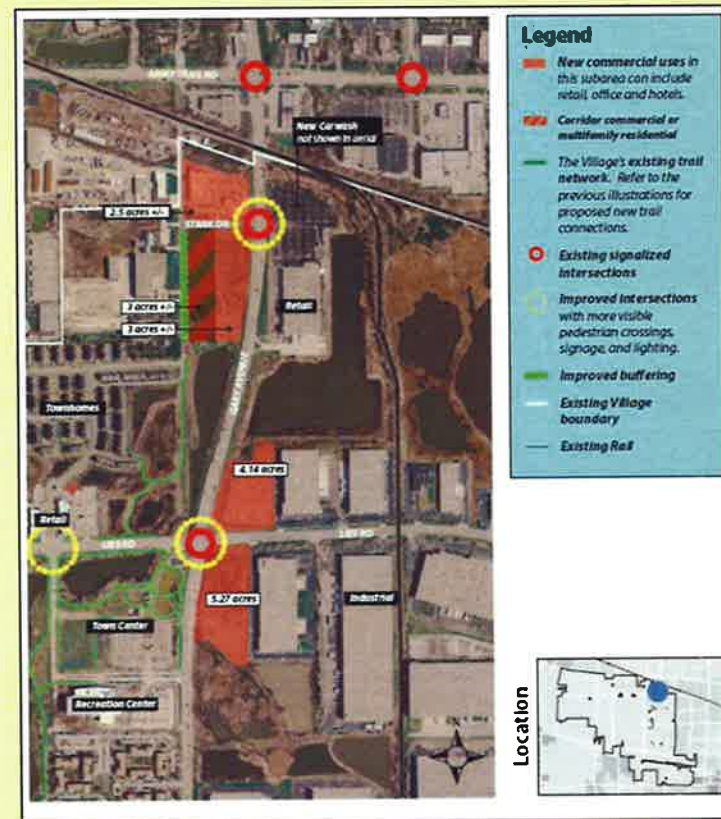 ARMY TRAIL RD
New Carwash
not shown in aerial
2.5 acres +/-
3 acres +/-
Retail
3 acres +/-
Townhomes
4.14 acres
Retail
LIES RD
LIES RD
5.27 acres
Industrial
Town Center
Recreation Center
Legend
New commercial uses in
this subarea can include
retail, office and hotels.
Corridor commercial or
multifamily residential
The Village's existing trail
network. Refer to the
previous illustrations for
proposed new trail
connections.
Existing signalized
intersections
Improved Intersections
with more visible
pedestrian crossings,
signage, and lighting.
Improved buffering
Existing Village
boundary
Existing Rail
Location